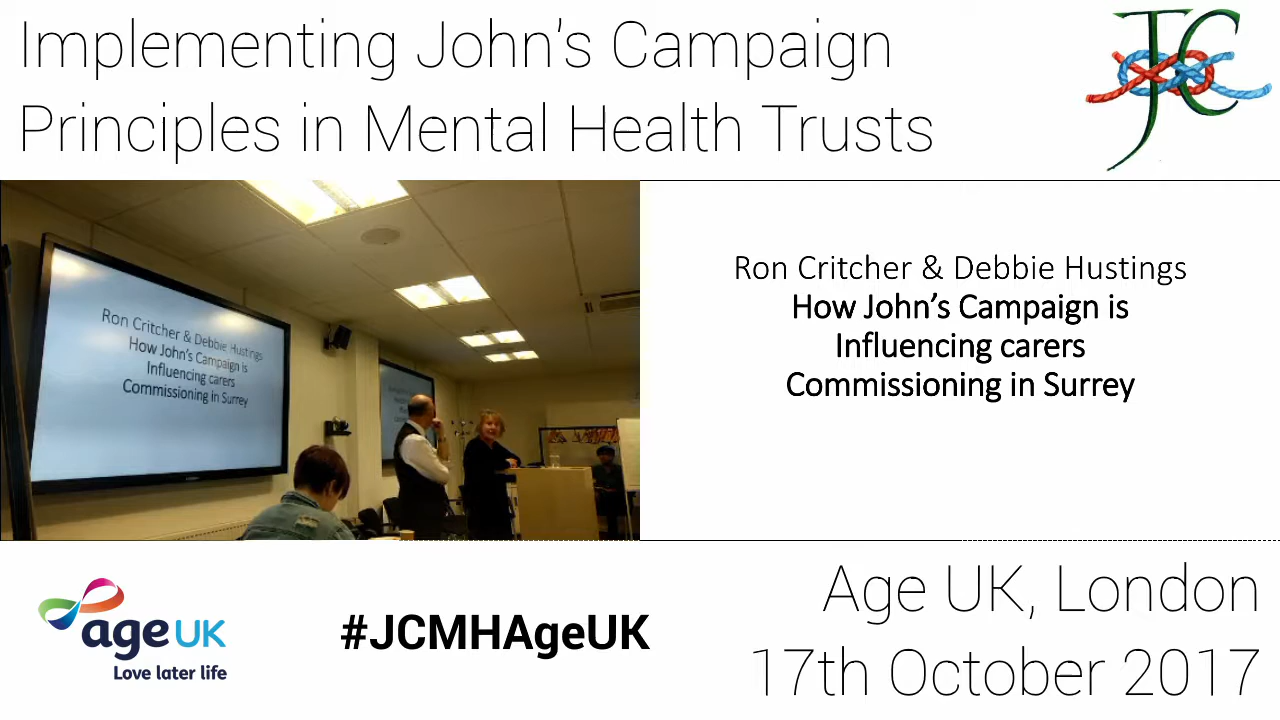 Implementing John's Campaign
Principles in Mental Health Trusts
JC
Ron Critcher & Debbie Hustings
How John's Campaign is
Influencing carers
Commissioning in Surrey
Ron Critcher & Debbie Hustings
How John's Campaign is
Influencing carers
Commissioning in Surrey
age UK
Love later life
#JCMHAgeUK
Age UK, London
17th October 2017